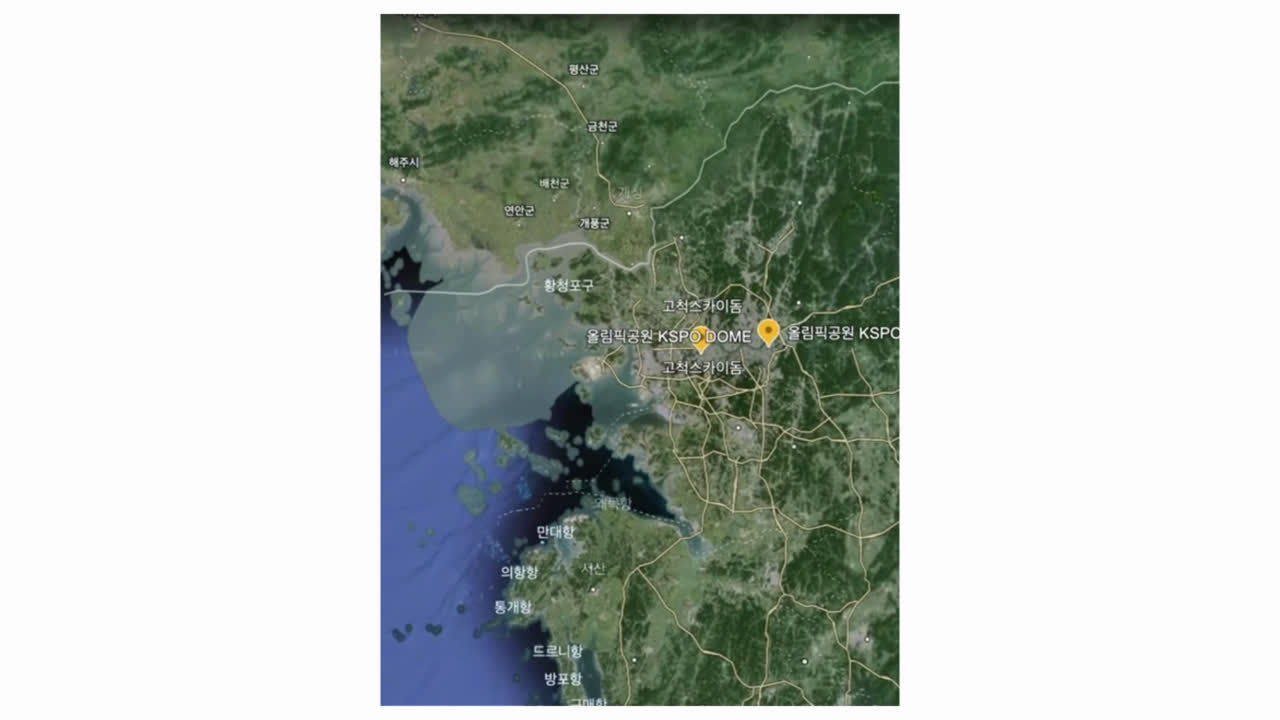 평산군
금천군
해주시
배천군
개성
연안군
개풍군
황청포구
고척스카이돔
올림픽공원 KSPO DOME
올림픽공원 KSPO
고척스카이돔
만대항
의항항
서산
통개항
드르니항
방포항